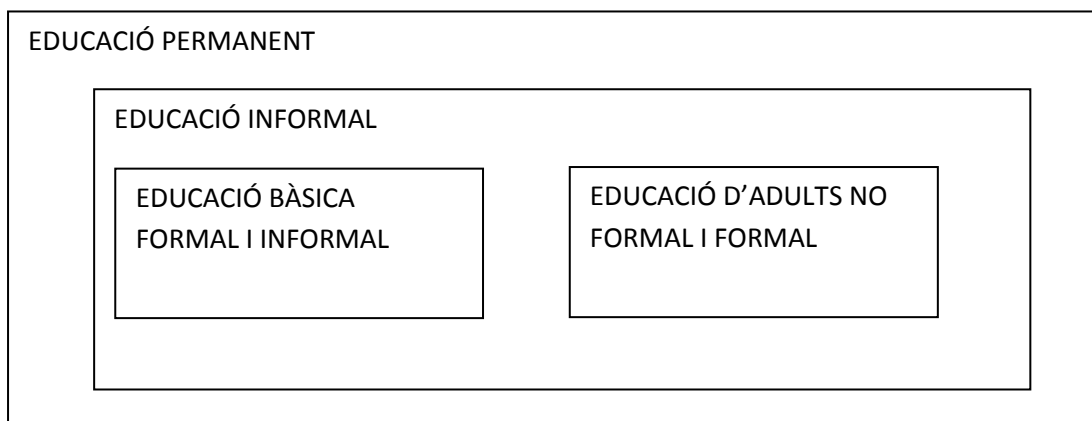 EDUCACIÓ PERMANENT
EDUCACIÓ INFORMAL
EDUCACIÓ BÀSICA
FORMAL I INFORMAL
EDUCACIÓ D’ADULTS NO
FORMAL I FORMAL